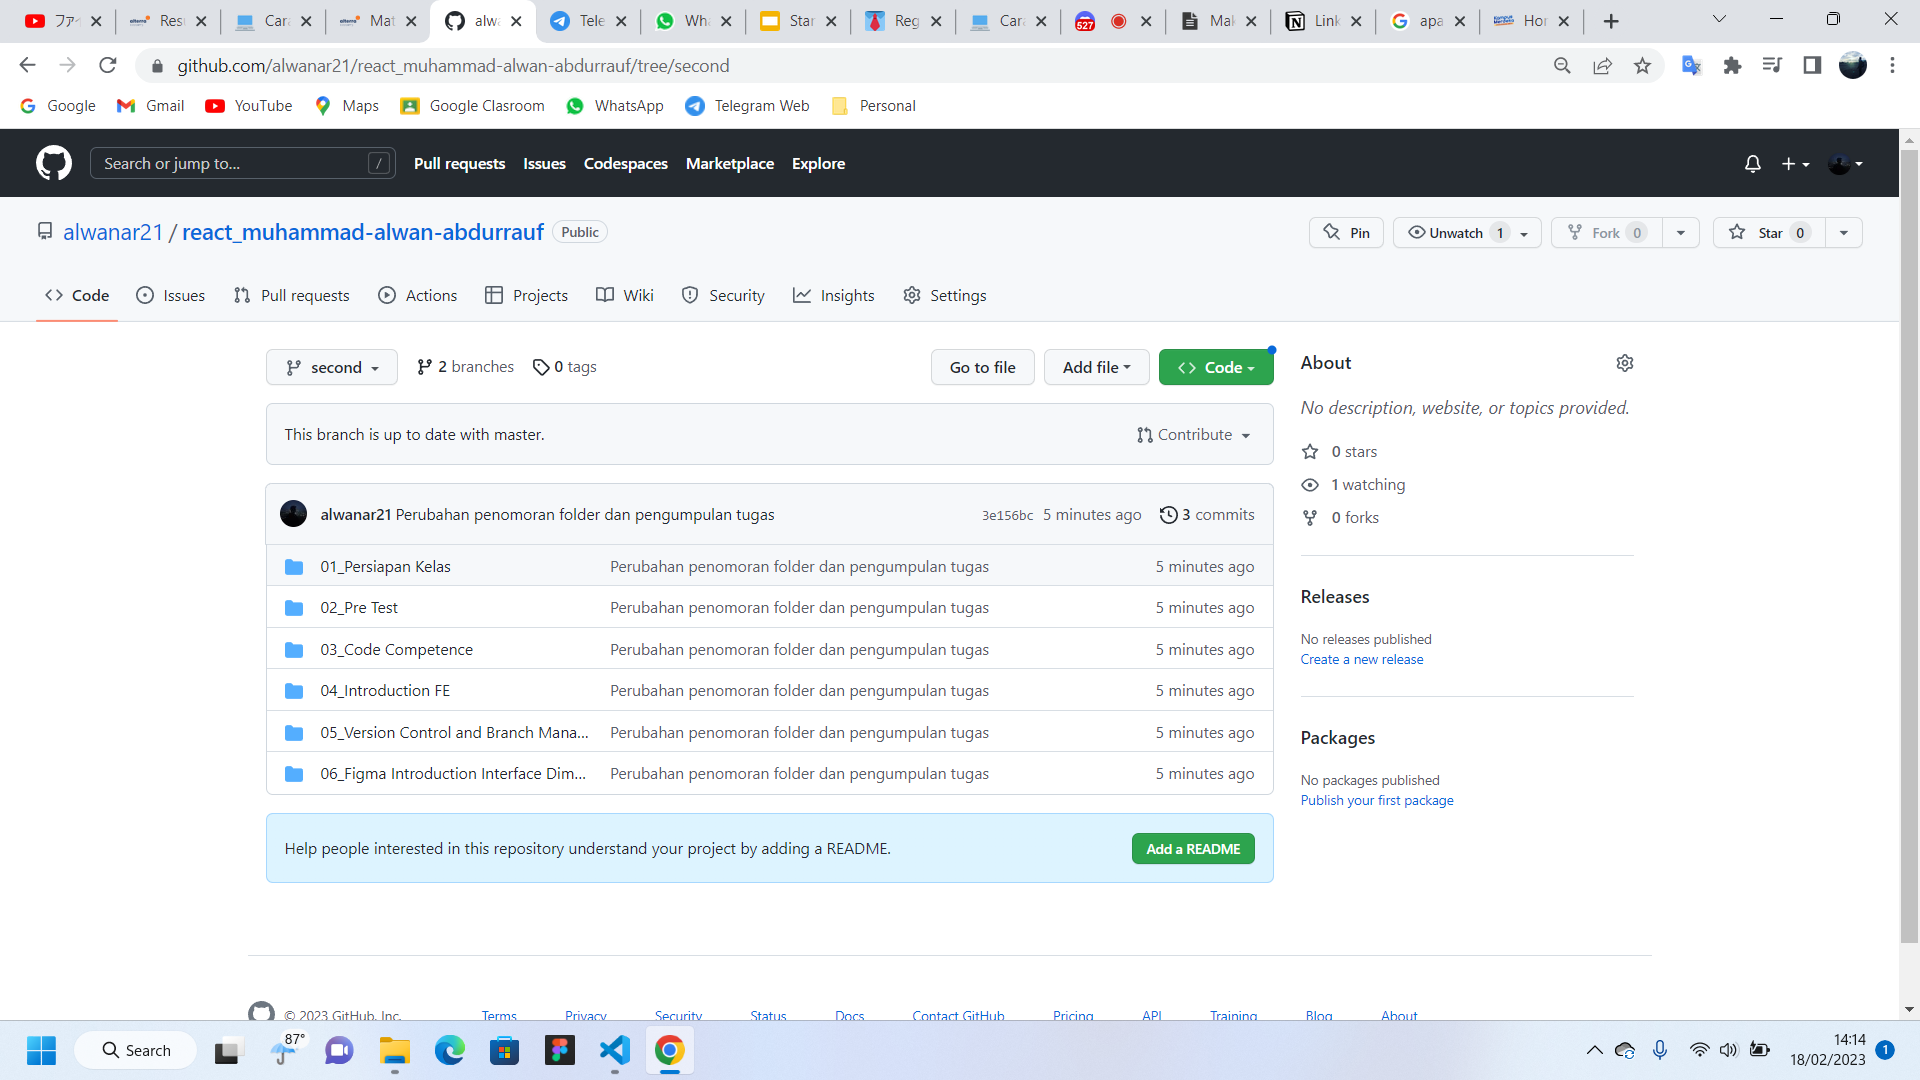 ファイ
Rest
Cara
Mat
alwa
Tele
Wha
Star
Reg
Cara
527
Mak
Link
apa
Hor
github.com/alwanar21/react_muhammad-alwan-abdurrauf/tree/second
Google
Gmail
YouTube
Maps
Google Clasroom
WhatsApp
Telegram Web
Personal
Search or jump to...
/
Pull requests
Issues
Codespaces
Marketplace
Explore
alwanar21 / react_muhammad-alwan-abdurrauf
Public
Pin
Unwatch 1
Fork 0
Star 0
Code
Issues
Pull requests
Actions
Projects
Wiki
Security
Insights
Settings
second
2 branches
0 tags
Go to file
Add file
Code
About
No description, website, or topics provided.
This branch is up to date with master.
Contribute
0 stars
1 watching
0 forks
alwanar21 Perubahan penomoran folder dan pengumpulan tugas
3e156bc 5 minutes ago
3 commits
01_Persiapan Kelas
Perubahan penomoran folder dan pengumpulan tugas
5 minutes ago
02_Pre Test
Perubahan penomoran folder dan pengumpulan tugas
5 minutes ago
03_Code Competence
Perubahan penomoran folder dan pengumpulan tugas
5 minutes ago
04_Introduction FE
Perubahan penomoran folder dan pengumpulan tugas
5 minutes ago
05_Version Control and Branch Mana...
Perubahan penomoran folder dan pengumpulan tugas
5 minutes ago
06_Figma Introduction Interface Dim...
Perubahan penomoran folder dan pengumpulan tugas
5 minutes ago
Releases
No releases published
Create a new release
Packages
No packages published
Publish your first package
Help people interested in this repository understand your project by adding a README.
Add a README
© 2023 GitHub, Inc.
Terms
Privacy
Security
Status
Docs
Contact GitHub
Pricing
API
Training
Blog
About
Search
87°
14:14
18/02/2023
1